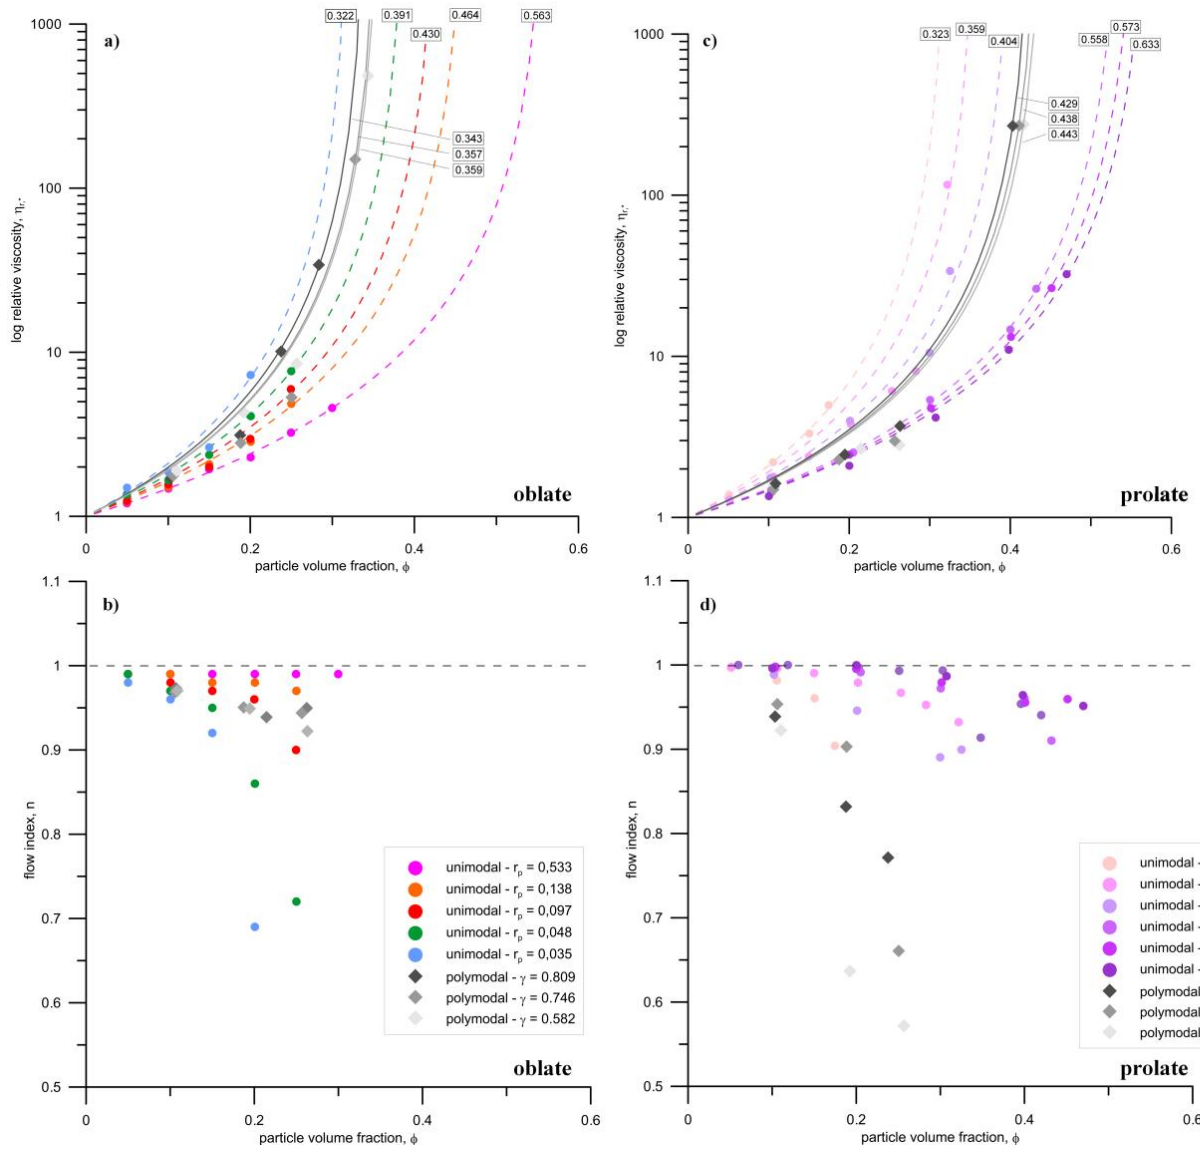 a)
0.322
0.391
0.430
0.464
0.563
1000
100
10
1
log relative viscosity, ηr,*
0.343
0.357
0.359
oblate
0
0.2
0.4
0.6
particle volume fraction, ϕ
c)
0.323
0.359
0.404
0.558
0.573
0.633
1000
100
10
1
log relative viscosity, ηr,*
0.429
0.438
0.443
prolate
0
0.2
0.4
0.6
particle volume fraction, ϕ
b)
1.1
1
0.9
0.8
0.7
0.6
0.5
flow index, n
unimodal - rp = 0,533
unimodal - rp = 0,138
unimodal - rp = 0,097
unimodal - rp = 0,048
unimodal - rp = 0,035
polymodal - γ = 0.809
polymodal - γ = 0.746
polymodal - γ = 0.582
oblate
0
0.2
0.4
0.6
particle volume fraction, ϕ
d)
1.1
1
0.9
0.8
0.7
0.6
0.5
flow index, n
unimodal -
unimodal -
unimodal -
unimodal -
unimodal -
unimodal -
polymodal
polymodal
polymodal
prolate
0
0.2
0.4
0.6
particle volume fraction, ϕ